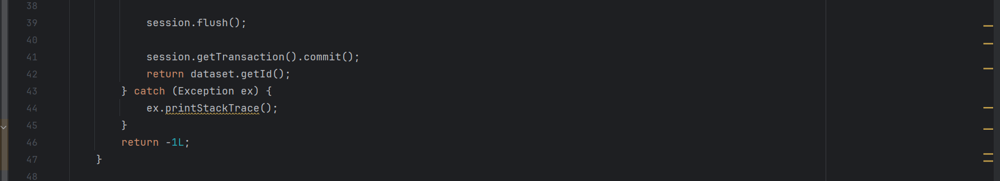 38
39 session.flush();
40
41 session.getTransaction().commit();
42 return dataset.getId();
43 } catch (Exception ex) {
44 ex.printStackTrace();
45 }
46 return -1L;
47 }
48